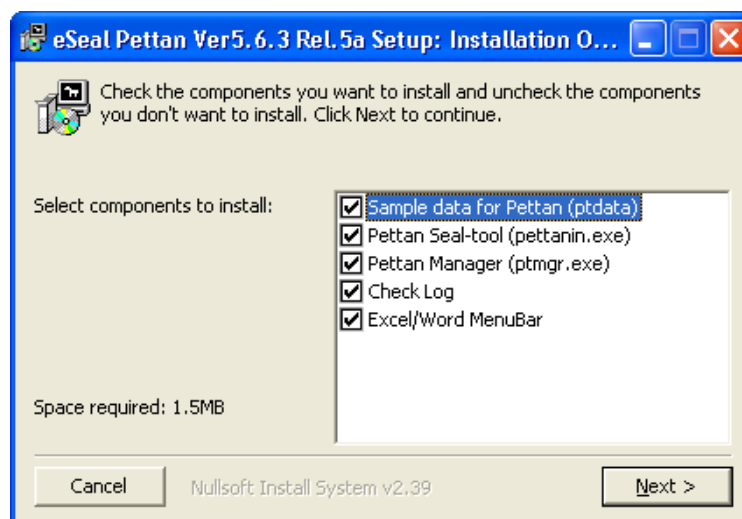 eSeal Pettan Ver5.6.3 Rel.5a Setup: Installation O...
Check the components you want to install and uncheck the components
you don't want to install. Click Next to continue.
Select components to install:
Sample data for Pettan (ptdata)
Pettan Seal-tool (pettanin.exe)
Pettan Manager (ptmgr.exe)
Check Log
Excel/Word MenuBar
Space required: 1.5MB
Cancel
Nullsoft Install System v2.39
Next >